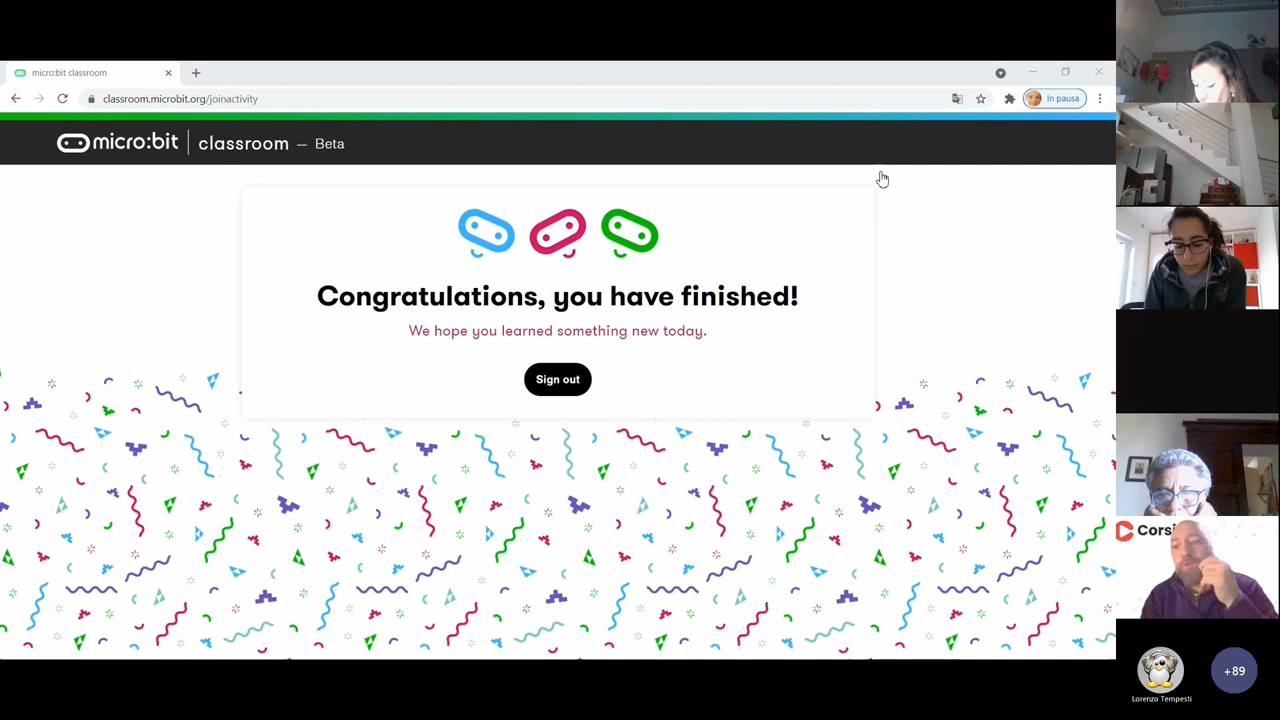 micro:bit classroom
classroom.microbit.org/joinactivity
In pausa
micro:bit classroom – Beta
Congratulations, you have finished!
We hope you learned something new today.
Sign out
Corsi
Lorenzo Tempesti
+89